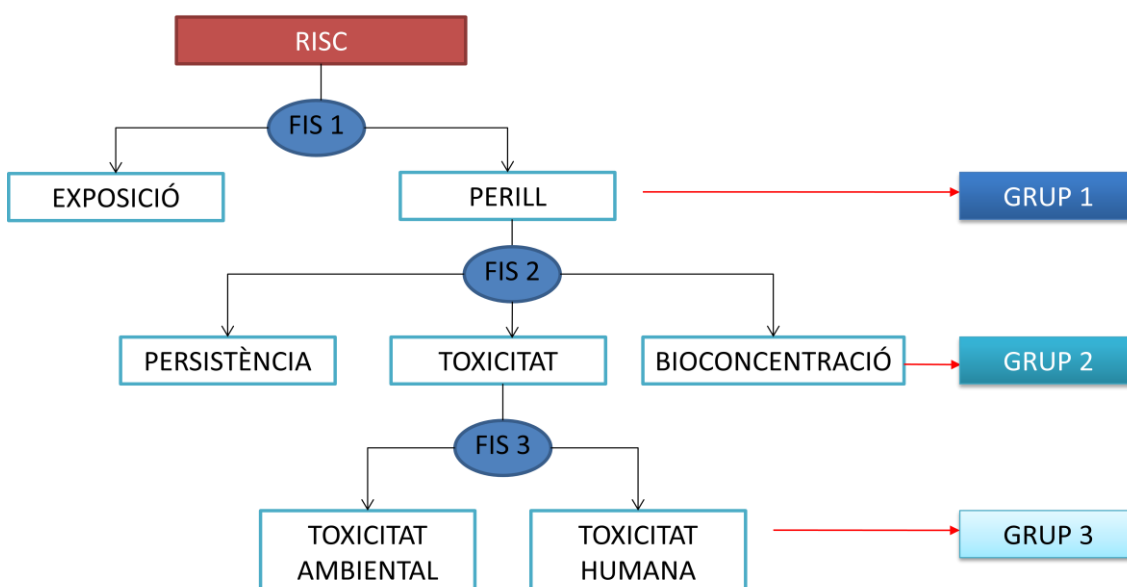 RISC
FIS 1
EXPOSICIÓ
PERILL
GRUP 1
FIS 2
PERSISTÈNCIA
TOXICITAT
BIOCONCENTRACIÓ
GRUP 2
FIS 3
TOXICITAT
AMBIENTAL
TOXICITAT
HUMANA
GRUP 3